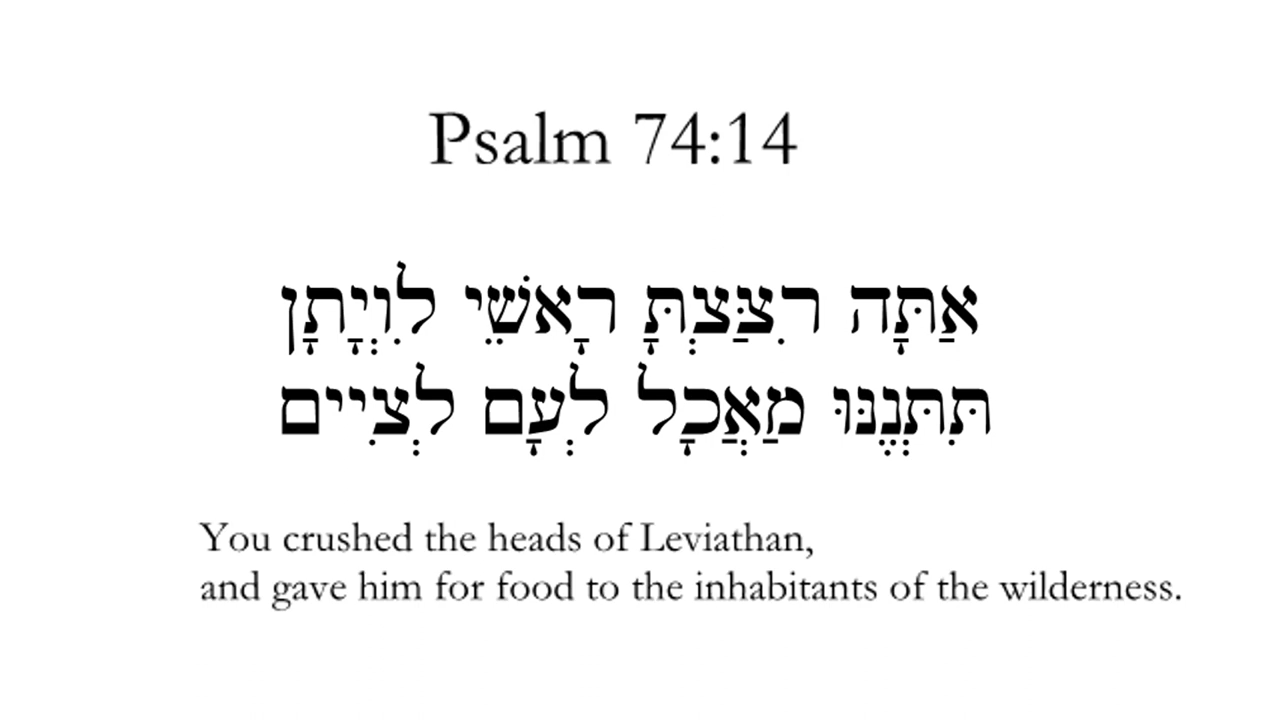 Psalm 74:14
אַתָּה רִצַּצְתָּ רָאשֵׁי לִוְיָתָן
תִּתְּנֶנּוּ מַאֲכָל לְעָם לְצִיים
You crushed the heads of Leviathan,
and gave him for food to the inhabitants of the wilderness.